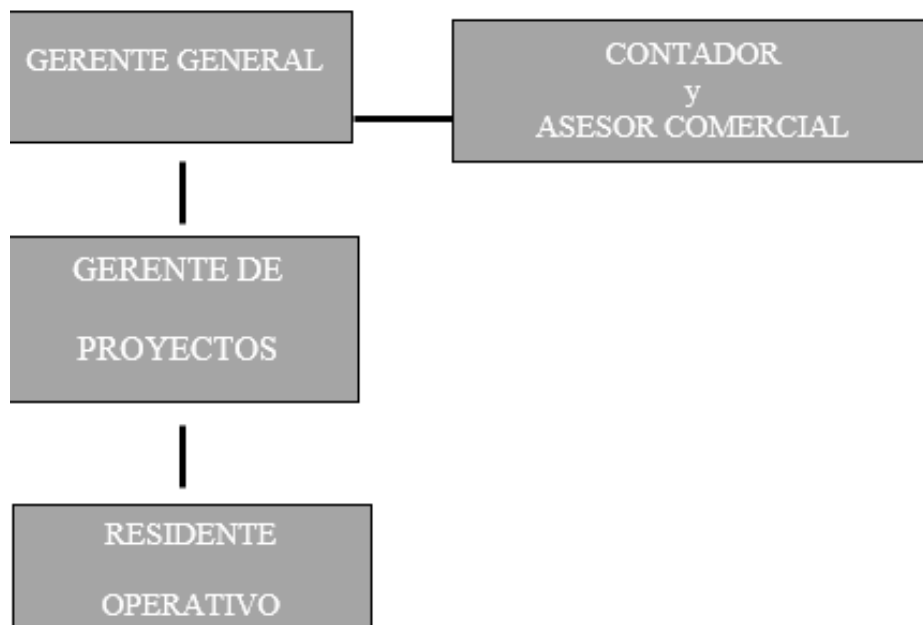 GERENTE GENERAL
CONTADOR
y
ASESOR COMERCIAL
GERENTE DE
PROYECTOS
RESIDENTE
OPERATIVO